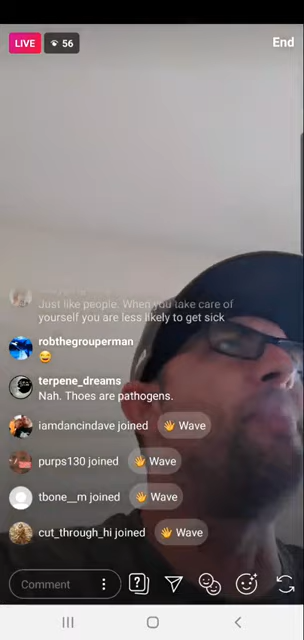 LIVE
56
End
Just like people. When you take care of
yourself you are less likely to get sick
robthegrouperman
terpene_dreams
Nah. Thoes are pathogens.
iamdancindave joined
Wave
purps130 joined
Wave
tbone__m joined
Wave
cut_through_hi joined
Wave
Comment